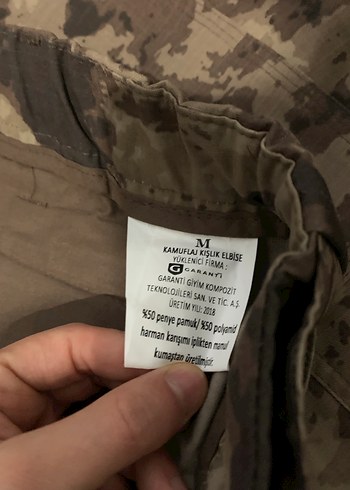 M
KAMUFLAJ KIŞLIK ELBİSE
YÜKLENİCİ FİRMA :
G GARANTİ
GARANTİ GİYİM KOMPOZİT
TEKNOLOJİLERİ SAN. VE TİC. A.Ş.
ÜRETİM YILI: 2018
%50 penye pamuk/ %50 polyamid
harman karışımı iplikten mamul
kumaştan üretilmiştir.